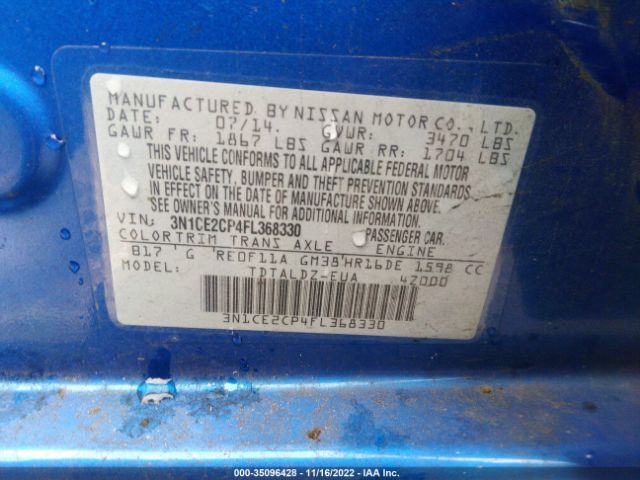 MANUFACTURED BY NISSAN MOTOR CO., LTD.
DATE: 07/14. GVWR: 3470 LBS
GAWR FR: 1867 LBS GAWR RR: 1704 LBS
THIS VEHICLE CONFORMS TO ALL APPLICABLE FEDERAL MOTOR
VEHICLE SAFETY, BUMPER AND THEFT PREVENTION STANDARDS
IN EFFECT ON THE DATE OF MANUFACTURE SHOWN ABOVE.
SEE OWNER'S MANUAL FOR ADDITIONAL INFORMATION.
VIN: 3N1CE2CP4FL368330 PASSENGER CAR.
COLOR TRIM TRANS AXLE ENGINE
B17 G RE0F11A GM38 HR16DE 1598 CC
MODEL: TDTALDZ-EUA 42000
3N1CE2CP4FL368330
000-35096428 - 11/16/2022 - IAA Inc.